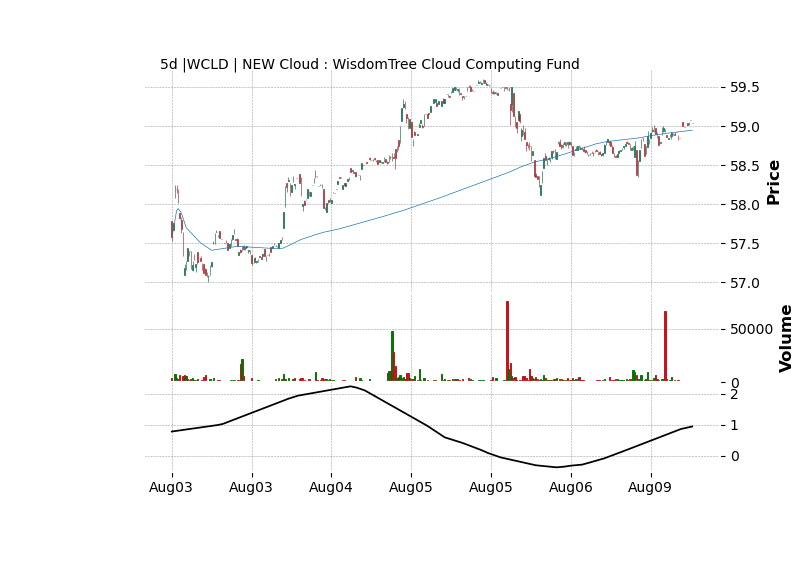 5d |WCLD | NEW Cloud : WisdomTree Cloud Computing Fund
59.5
59.0
58.5
58.0
57.5
57.0
Price
50000
0
Volume
2
1
0
Aug03 Aug03 Aug04 Aug05 Aug05 Aug06 Aug09